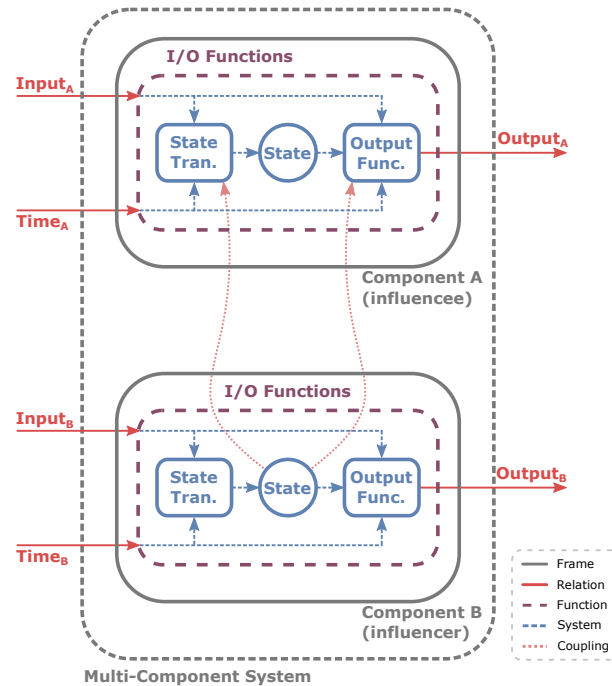 I/O Functions
Input_A
State
Tran.
State
Output
Func.
Output_A
Time_A
Component A
(influencee)
I/O Functions
Input_B
State
Tran.
State
Output
Func.
Output_B
Time_B
Component B
(influencer)
Multi-Component System
Frame
Relation
Function
System
Coupling